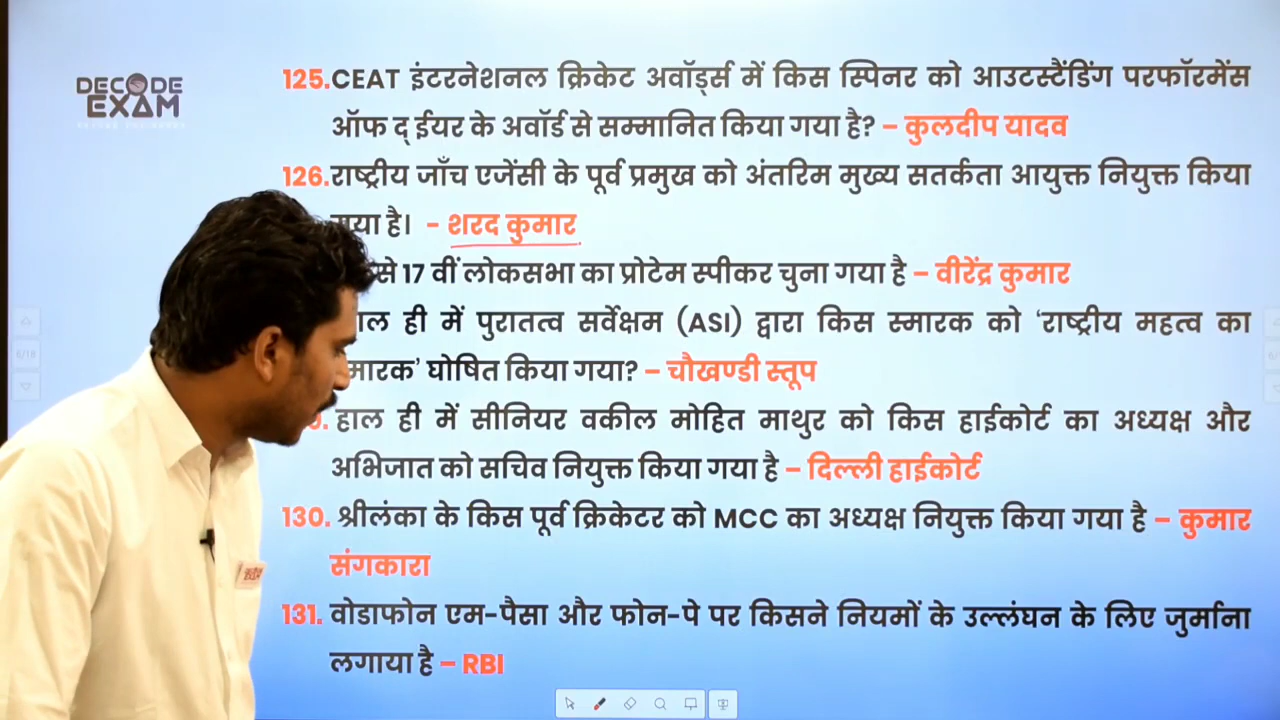 DECODE
EXAM
125.CEAT इंटरनेशनल क्रिकेट अवॉर्ड्स में किस स्पिनर को आउटस्टैंडिंग परफॉरमेंस
ऑफ द् ईयर के अवॉर्ड से सम्मानित किया गया है? – कुलदीप यादव
126.राष्ट्रीय जाँच एजेंसी के पूर्व प्रमुख को अंतरिम मुख्य सतर्कता आयुक्त नियुक्त किया
गया है। – शरद कुमार
से 17 वीं लोकसभा का प्रोटेम स्पीकर चुना गया है – वीरेंद्र कुमार
ही में पुरातत्व सर्वेक्षम (ASI) द्वारा किस स्मारक को ‘राष्ट्रीय महत्व का
घोषित किया गया? – चौखण्डी स्तूप
हाल ही में सीनियर वकील मोहित माथुर को किस हाईकोर्ट का अध्यक्ष और
अभिजात को सचिव नियुक्त किया गया है – दिल्ली हाईकोर्ट
130. श्रीलंका के किस पूर्व क्रिकेटर को MCC का अध्यक्ष नियुक्त किया गया है – कुमार
संगकारा
131. वोडाफोन एम-पैसा और फोन-पे पर किसने नियमों के उल्लंघन के लिए जुर्माना
लगाया है – RBI
6/18